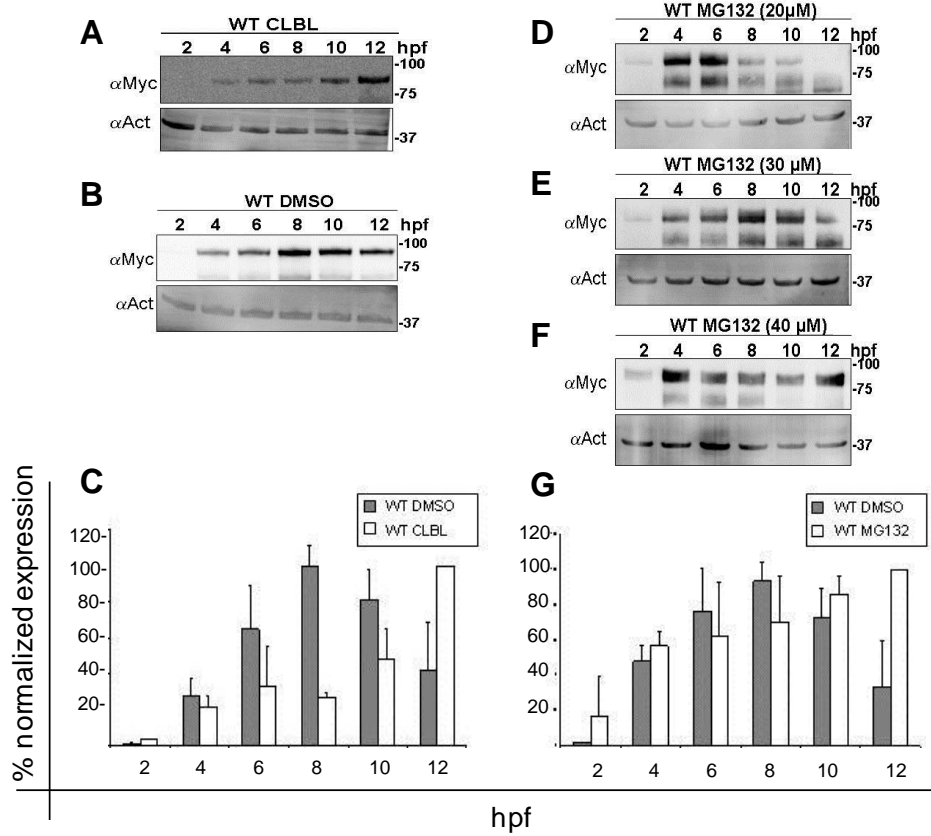 A
WT CLBL
2 4 6 8 10 12 hpf
αMyc
-100
-75
αAct
-37
B
WT DMSO
2 4 6 8 10 12 hpf
αMyc
-100
-75
αAct
-37
D
WT MG132 (20µM)
2 4 6 8 10 12 hpf
αMyc
-100
-75
αAct
-37
E
WT MG132 (30 µM)
2 4 6 8 10 12 hpf
αMyc
-100
-75
αAct
-37
F
WT MG132 (40 µM)
2 4 6 8 10 12 hpf
αMyc
-100
-75
αAct
-37
% normalized expression
C
WT DMSO
WT CLBL
120-
100-
80-
60-
40-
20-
2 4 6 8 10 12
G
WT DMSO
WT MG132
120
100
80
60
40
20
2 4 6 8 10 12
hpf